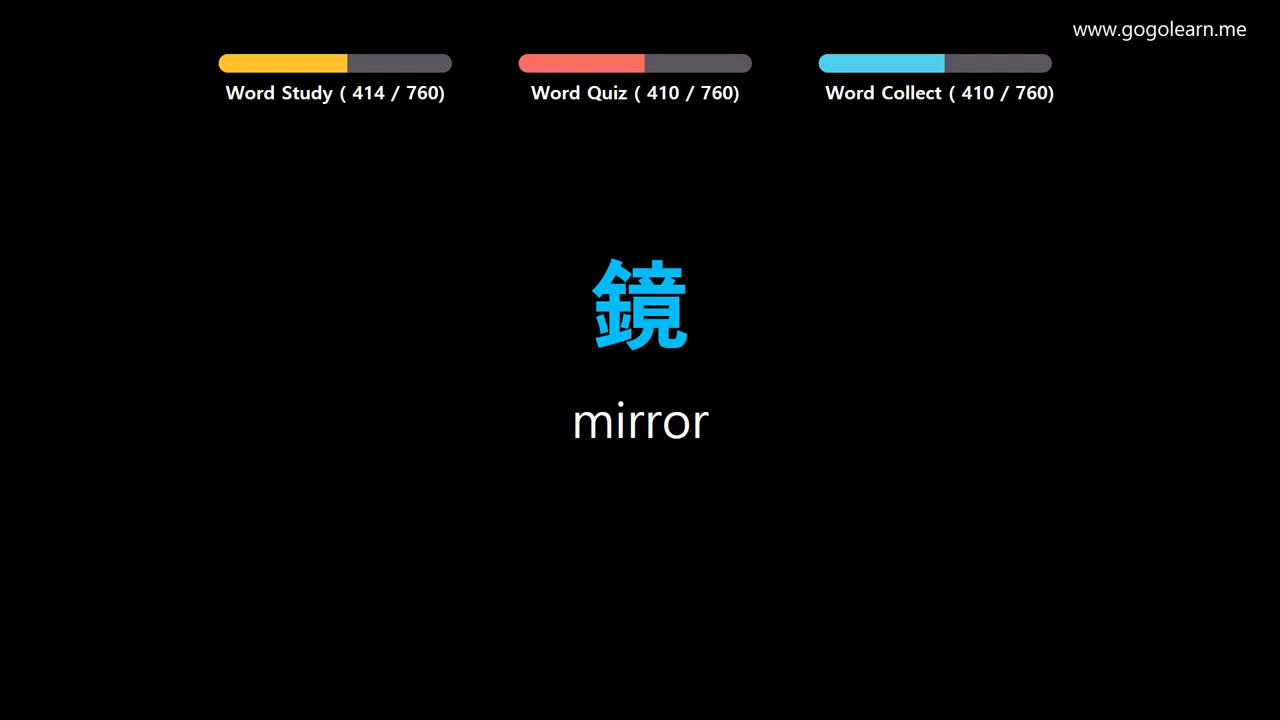 www.gogolearn.me
Word Study ( 414 / 760)
Word Quiz ( 410 / 760)
Word Collect ( 410 / 760)
鏡
mirror